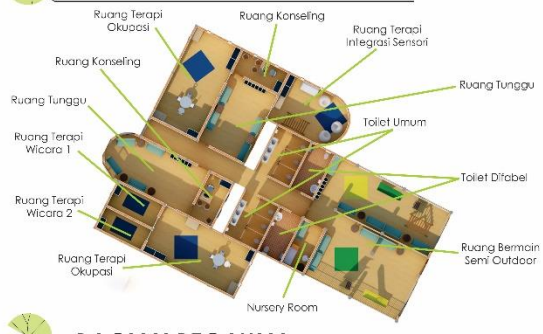 Ruang Terapi
Okupasi
Ruang Konseling
Ruang Terapi
Integrasi Sensori
Ruang Konseling
Ruang Tunggu
Ruang Tunggu
Toilet Umum
Ruang Terapi
Wicara 1
Toilet Difabel
Ruang Terapi
Wicara 2
Ruang Bermain
Semi Outdoor
Ruang Terapi
Okupasi
Nursery Room